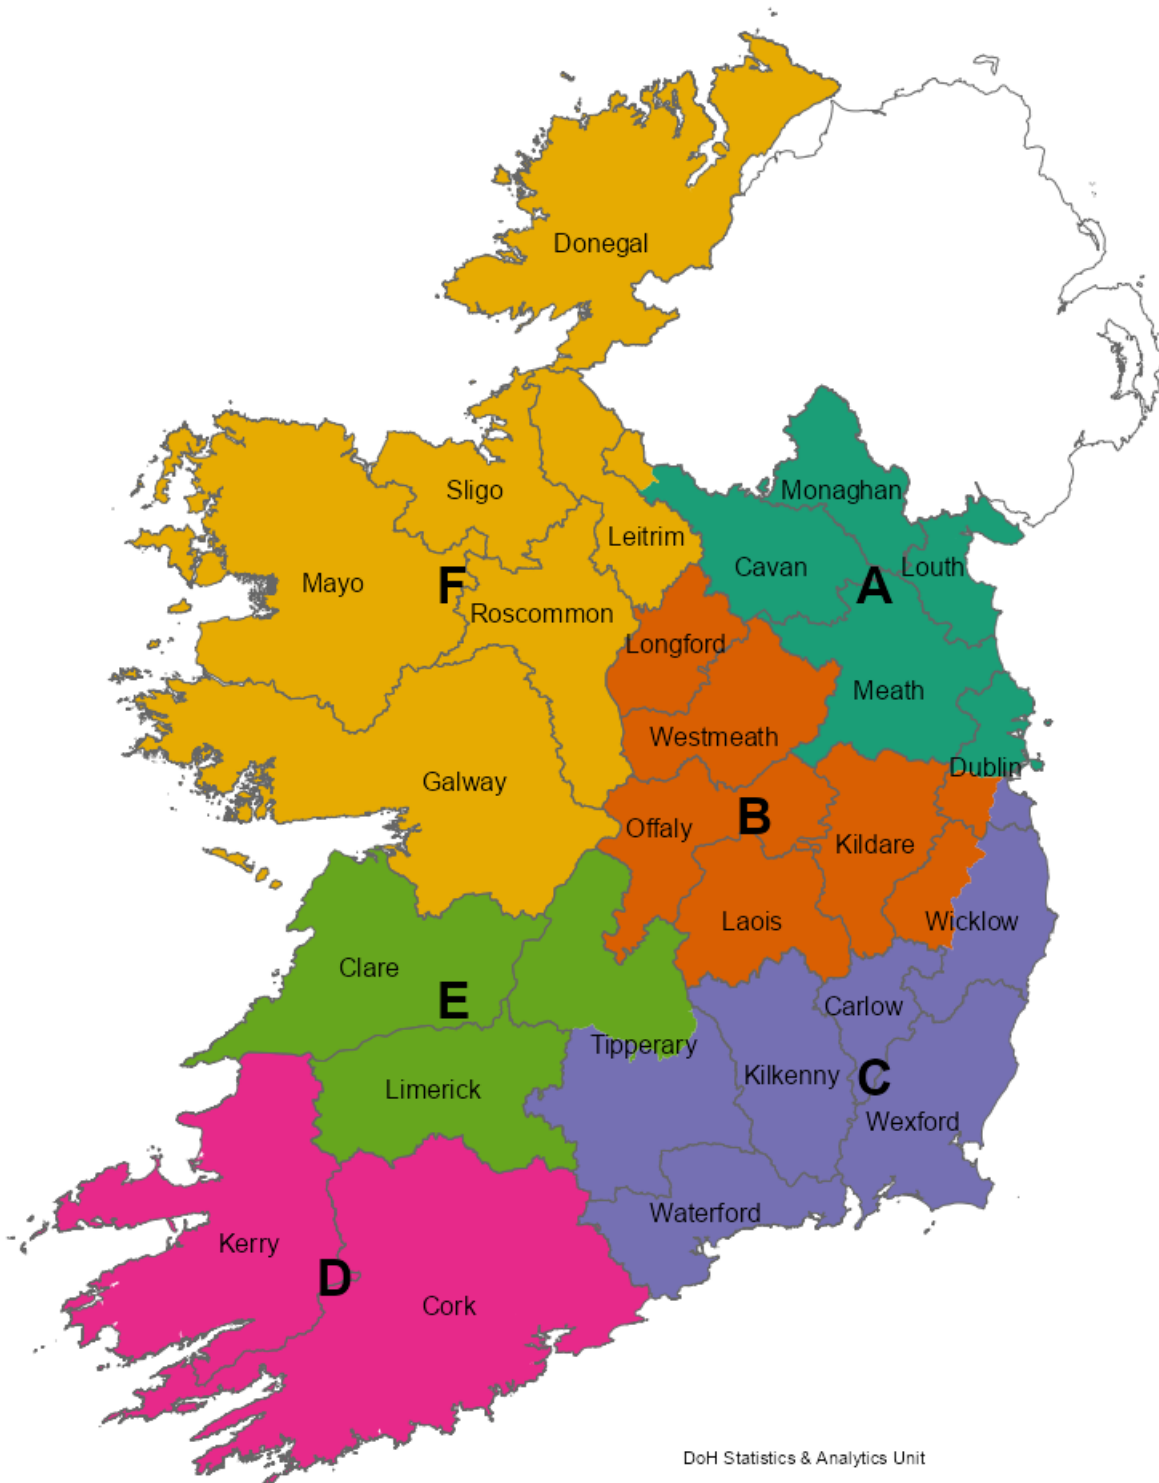 Donegal
Monaghan
Sligo
Leitrim
Cavan
Louth
A
Mayo
F
Roscommon
Longford
Meath
Westmeath
Dublin
Galway
B
Offaly
Kildare
Laois
Wicklow
Clare
E
Carlow
Tipperary
Kilkenny
C
Limerick
Wexford
Waterford
Kerry
D
Cork
DoH Statistics & Analytics Unit